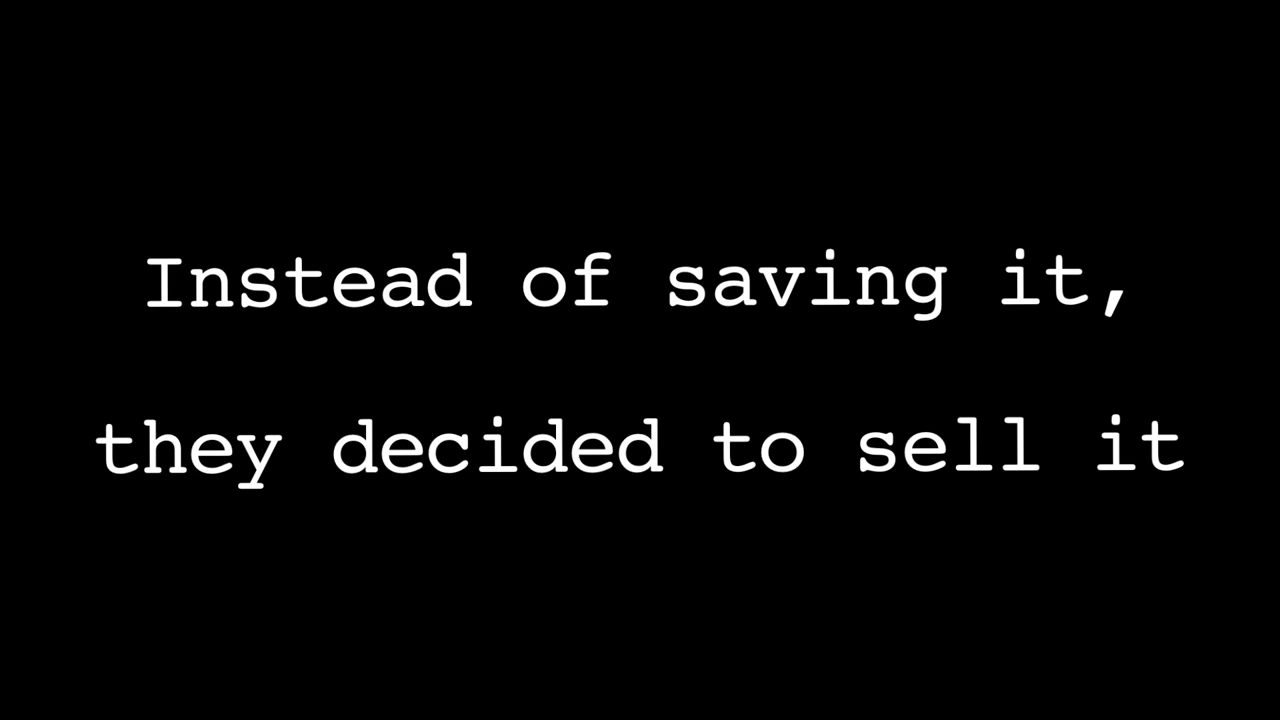 Instead of saving it,
they decided to sell it